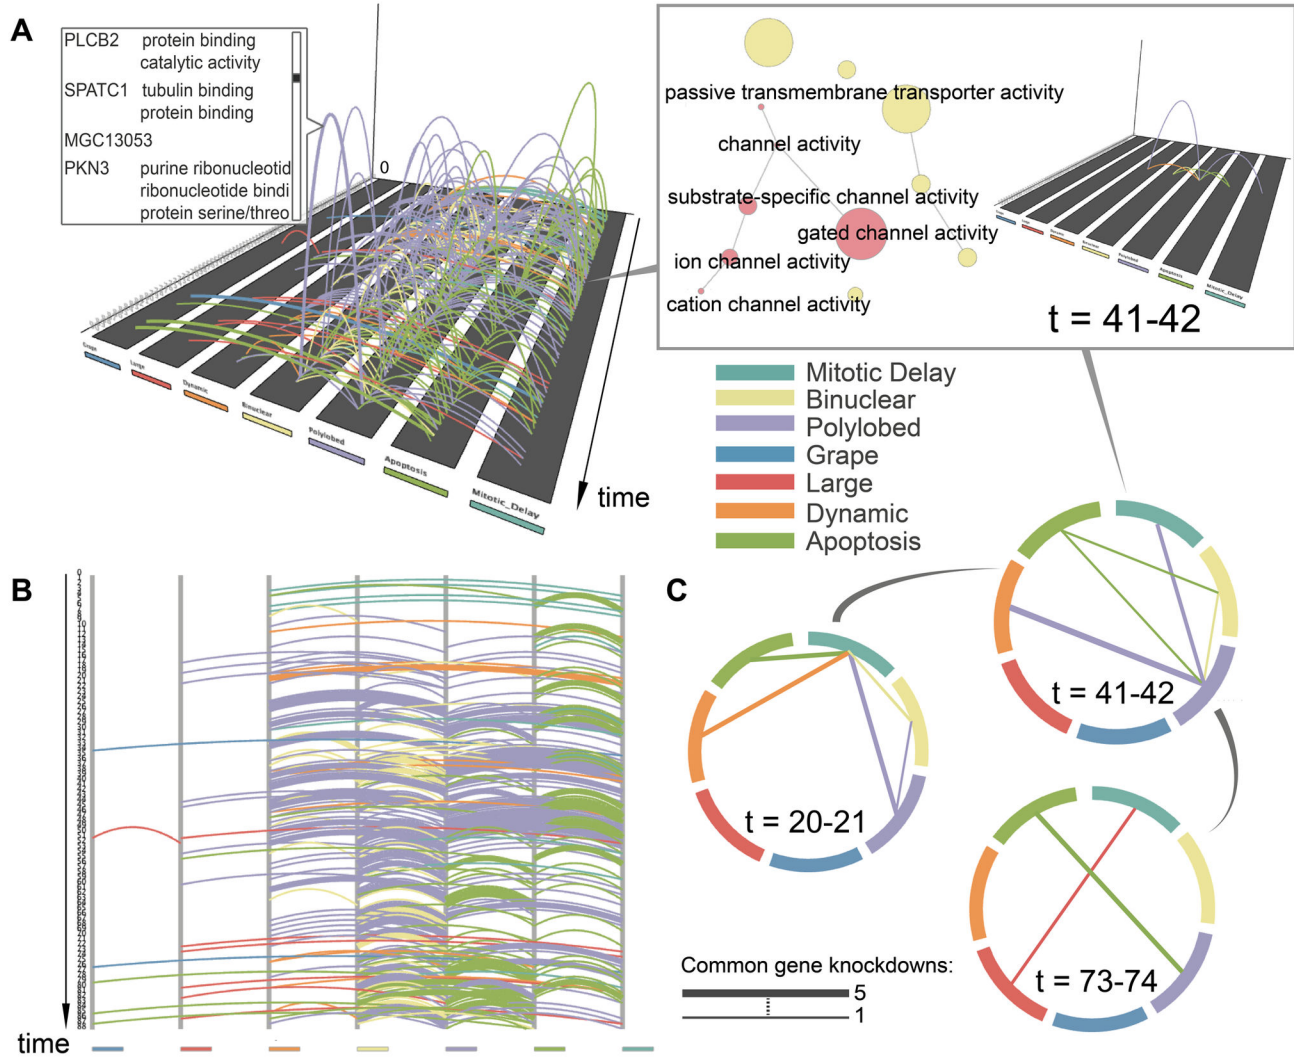 A
PLCB2 protein binding
catalytic activity
SPATC1 tubulin binding
protein binding
MGC13053
PKN3 purine ribonucleotid
ribonucleotide bindi
protein serine/threo
0
Grape
Large
Dynamic
Binuclear
Polylobed
Apoptosis
Mitotic_Delay
time
passive transmembrane transporter activity
channel activity
substrate-specific channel activity
gated channel activity
ion channel activity
cation channel activity
Polylobed
Apoptosis
Mitotic_Delay
t = 41-42
Mitotic Delay
Binuclear
Polylobed
Grape
Large
Dynamic
Apoptosis
B
time
C
t = 20-21
t = 41-42
t = 73-74
Common gene knockdowns:
5
1